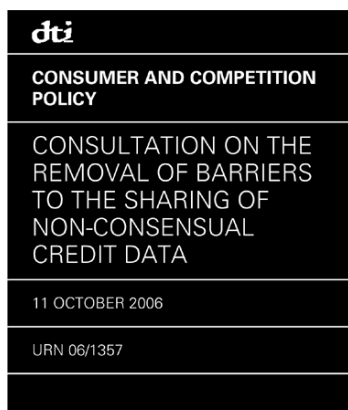 dti
CONSUMER AND COMPETITION
POLICY
CONSULTATION ON THE
REMOVAL OF BARRIERS
TO THE SHARING OF
NON-CONSENSUAL
CREDIT DATA
11 OCTOBER 2006
URN 06/1357